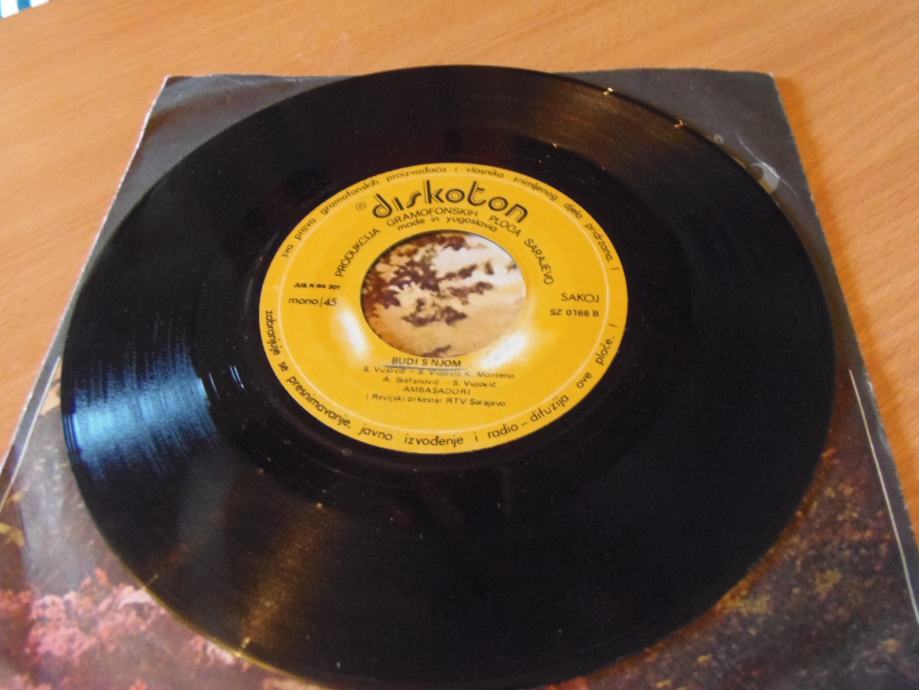 sva prava gramofonskih proizvođača i vlasnika snimljenog djela pridržana. !
℗ diskoton
PRODUKCIJA GRAMOFONSKIH PLOČA SARAJEVO
made in yugoslavia
mono/45
SAKOJ
SZ 0166 B
BUDI S NJOM
S. Vujović – S. Vujović K. Monteno
A. Stefanović – S. Vujović
AMBASADORI
i Revijski orkestar RTV Sarajevo
zabranjuje se presnimavanje, javno izvođenje i radio – difuzija ove ploče. !